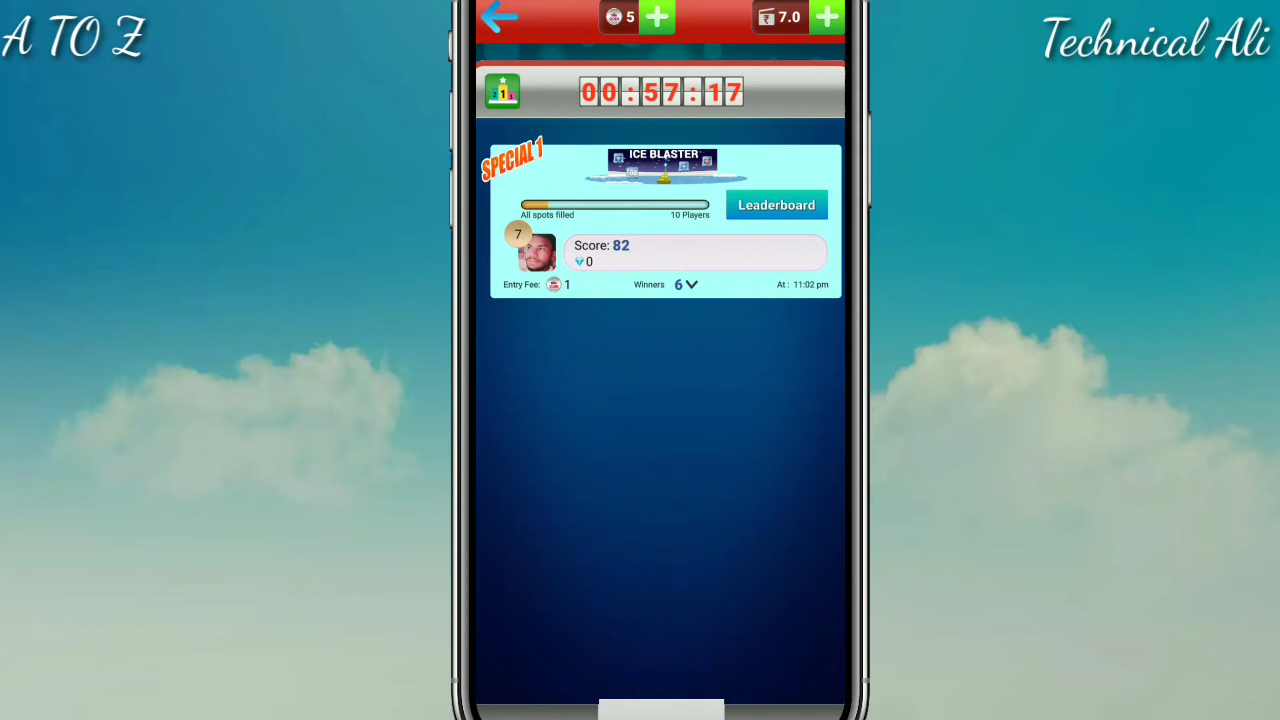 A TO Z
Technical Ali
5
7.0
00:57:17
SPECIAL 1
ICE BLASTER
All spots filled
10 Players
Leaderboard
7
Score: 82
0
Entry Fee: 1
Winners 6
At : 11:02 pm